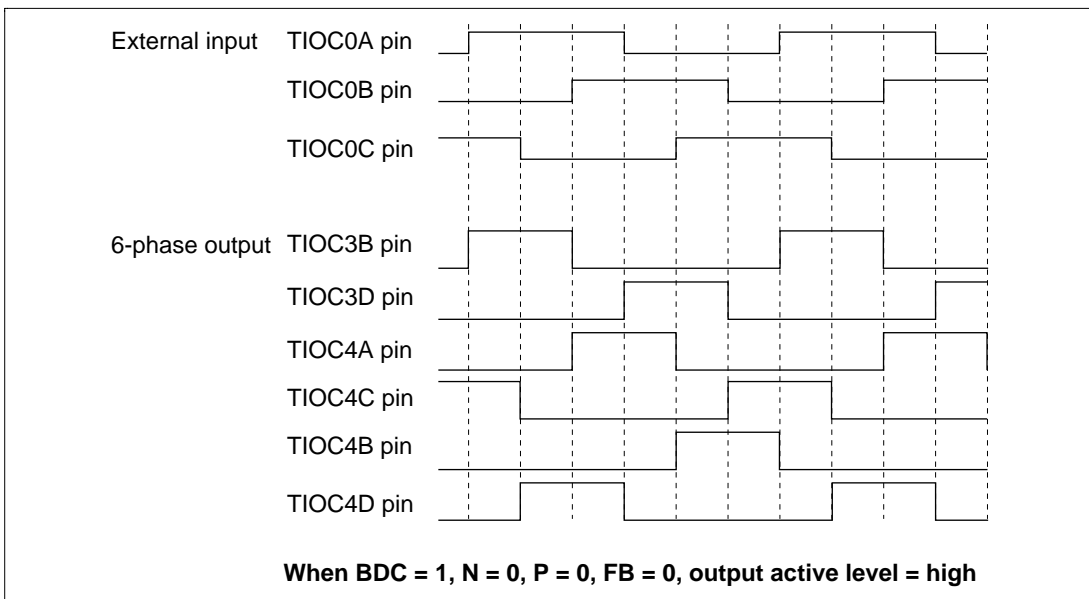 External input TIOC0A pin
TIOC0B pin
TIOC0C pin
6-phase output TIOC3B pin
TIOC3D pin
TIOC4A pin
TIOC4C pin
TIOC4B pin
TIOC4D pin
When BDC = 1, N = 0, P = 0, FB = 0, output active level = high